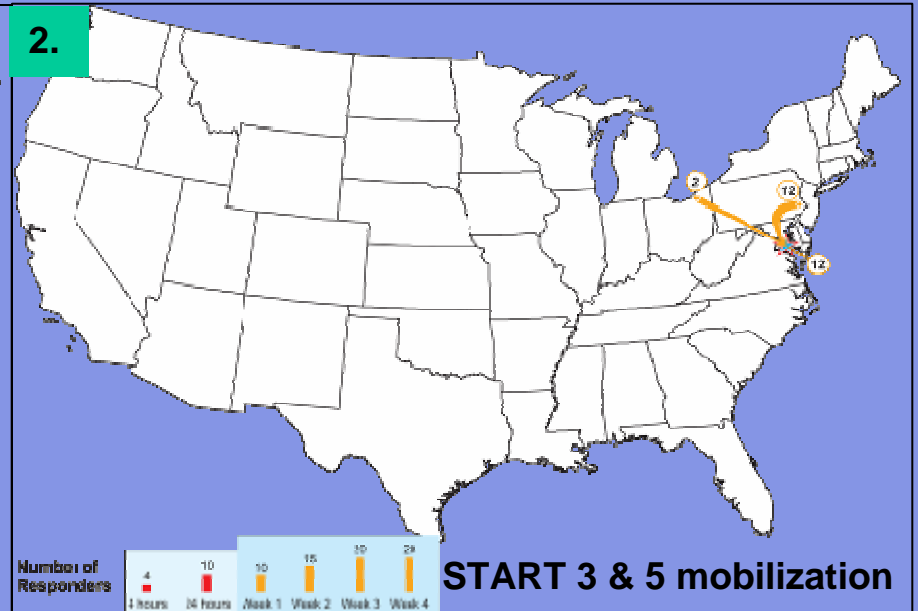 2.
2
12
12
Number of
Responders
4
10
10
15
4 hours
24 hours
Week 1
Week 2
Week 3
Week 4
START 3 & 5 mobilization